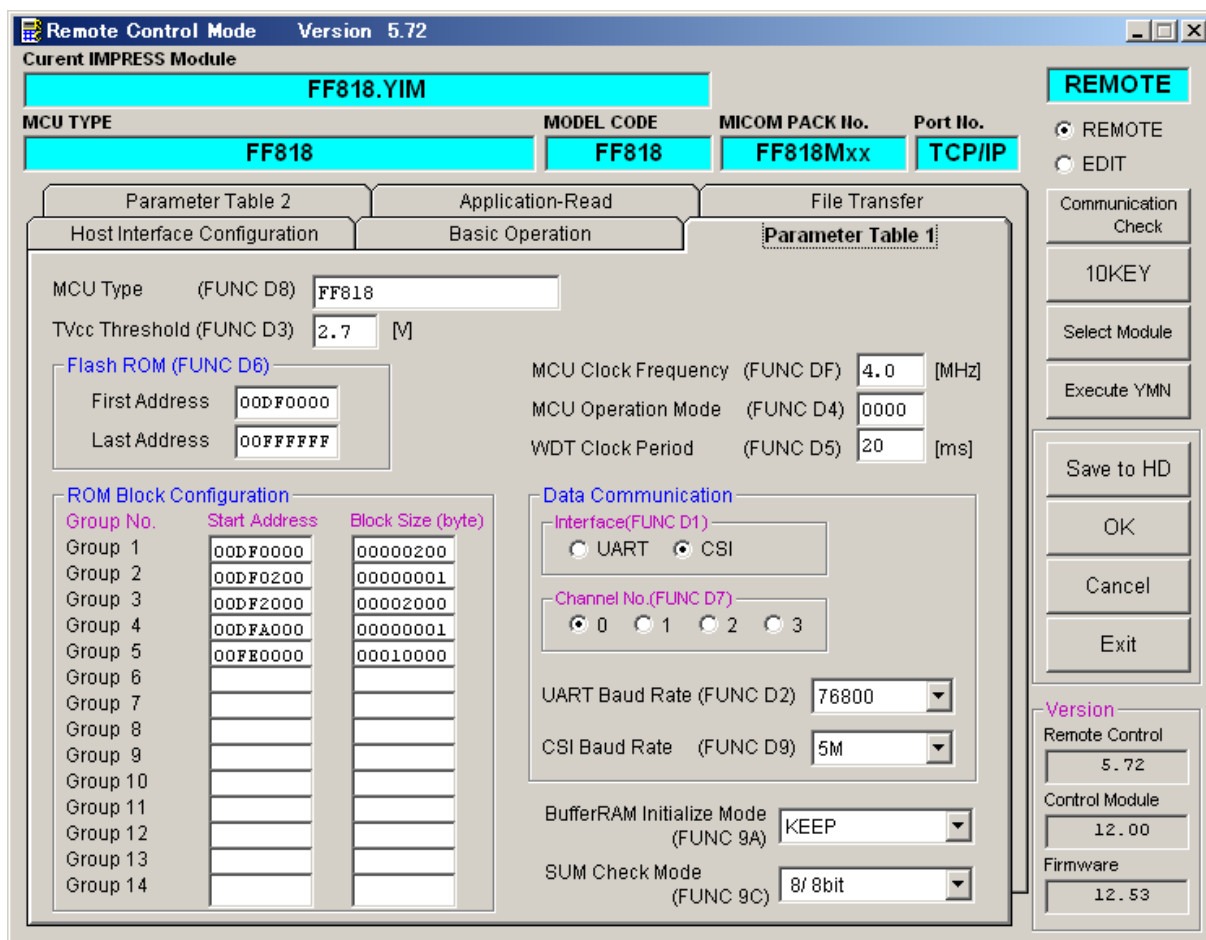 Remote Control Mode Version 5.72
Curent IMPRESS Module
FF818.YIM
REMOTE
MCU TYPE MODEL CODE MICOM PACK No. Port No.
FF818 FF818 FF818Mxx TCP/IP
REMOTE
EDIT
Parameter Table 2 Application-Read File Transfer
Host Interface Configuration Basic Operation Parameter Table 1
Communication
Check
10KEY
Select Module
Execute YMN
Save to HD
OK
Cancel
Exit
MCU Type (FUNC D8) FF818
TVcc Threshold (FUNC D3) 2.7 [V]
Flash ROM (FUNC D6)
First Address 00DF0000
Last Address 00FFFFFF
MCU Clock Frequency (FUNC DF) 4.0 [MHz]
MCU Operation Mode (FUNC D4) 0000
WDT Clock Period (FUNC D5) 20 [ms]
ROM Block Configuration
Group No. Start Address Block Size (byte)
Group 1 00DF0000 00000200
Group 2 00DF0200 00000001
Group 3 00DF2000 00002000
Group 4 00DFA000 00000001
Group 5 00FE0000 00010000
Group 6
Group 7
Group 8
Group 9
Group 10
Group 11
Group 12
Group 13
Group 14
Data Communication
Interface(FUNC D1)
UART CSI
Channel No.(FUNC D7)
0 1 2 3
UART Baud Rate (FUNC D2) 76800
CSI Baud Rate (FUNC D9) 5M
BufferRAM Initialize Mode
(FUNC 9A) KEEP
SUM Check Mode
(FUNC 9C) 8/ 8bit
Version
Remote Control
5.72
Control Module
12.00
Firmware
12.53